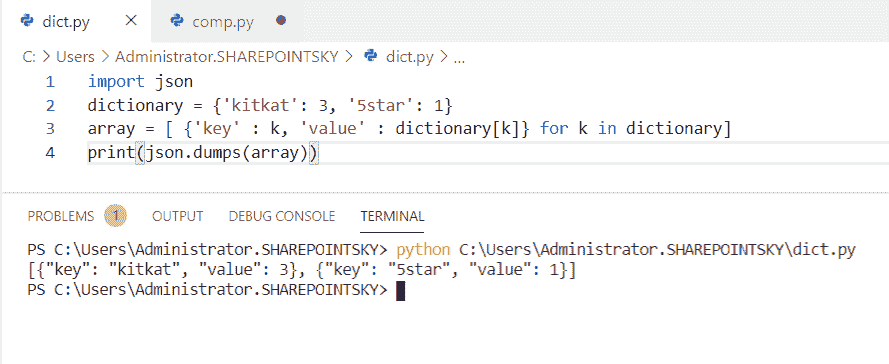 dict.py × comp.py
C: > Users > Administrator.SHAREPOINTSKY > dict.py > ...
1 import json
2 dictionary = {'kitkat': 3, '5star': 1}
3 array = [ {'key' : k, 'value' : dictionary[k]} for k in dictionary]
4 print(json.dumps(array))
PROBLEMS 1 OUTPUT DEBUG CONSOLE TERMINAL
PS C:\Users\Administrator.SHAREPOINTSKY> python C:\Users\Administrator.SHAREPOINTSKY\dict.py
[{"key": "kitkat", "value": 3}, {"key": "5star", "value": 1}]
PS C:\Users\Administrator.SHAREPOINTSKY>